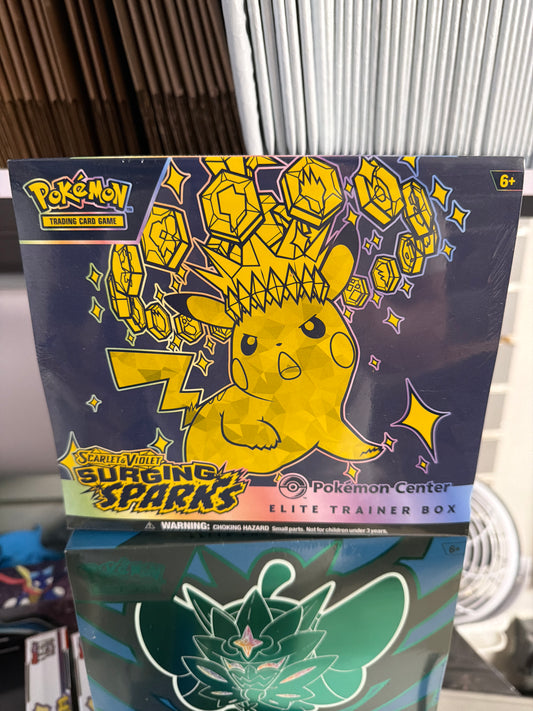 POKÉMON
TRADING CARD GAME
6+
SCARLET & VIOLET
SURGING
SPARKS
Pokémon Center
ELITE TRAINER BOX
WARNING: CHOKING HAZARD Small parts. Not for children under 3 years.
POKÉMON
6+